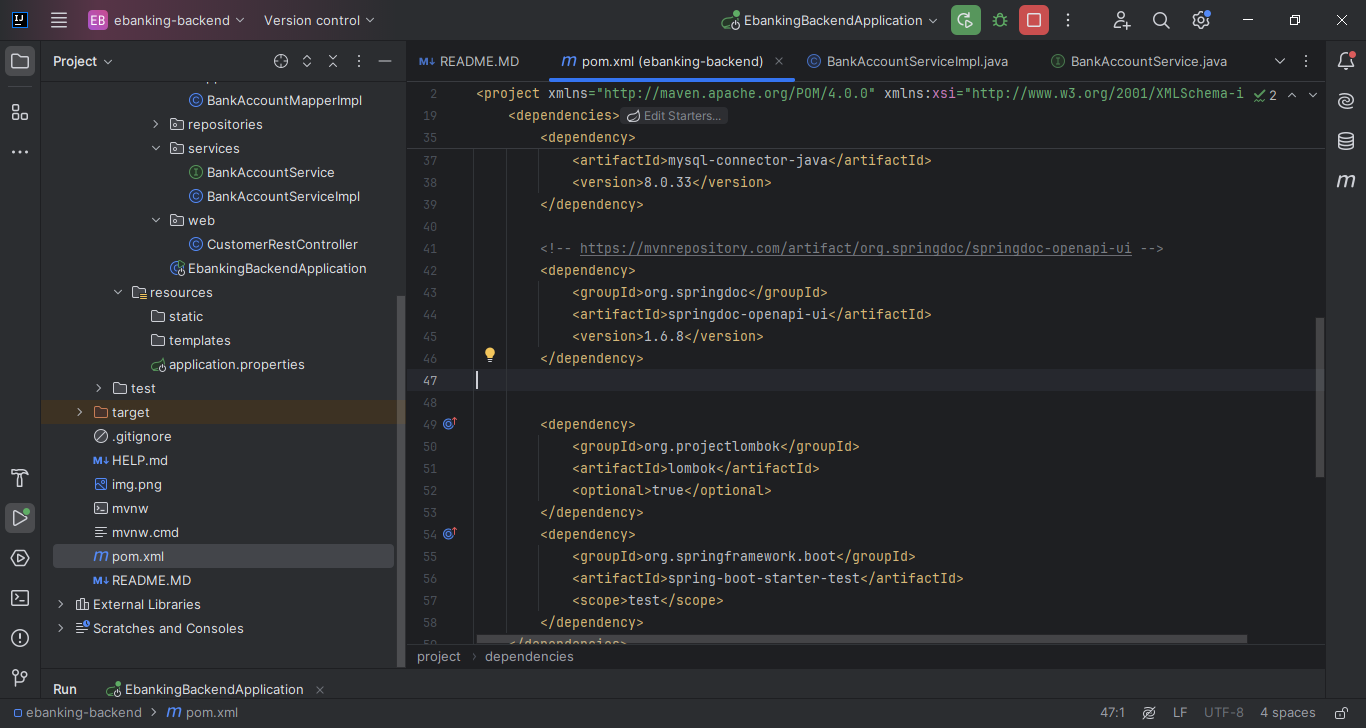 EB ebanking-backend Version control EbankingBackendApplication
Project
README.MD pom.xml (ebanking-backend) BankAccountServiceImpl.java BankAccountService.java
BankAccountMapperImpl
repositories
services
BankAccountService
BankAccountServiceImpl
web
CustomerRestController
EbankingBackendApplication
resources
static
templates
application.properties
test
target
.gitignore
HELP.md
img.png
mvnw
mvnw.cmd
pom.xml
README.MD
External Libraries
Scratches and Consoles
2 <project xmlns="http://maven.apache.org/POM/4.0.0" xmlns:xsi="http://www.w3.org/2001/XMLSchema-i 2
19 <dependencies> Edit Starters...
35 <dependency>
37 <artifactId>mysql-connector-java</artifactId>
38 <version>8.0.33</version>
39 </dependency>
40
41 <!-- https://mvnrepository.com/artifact/org.springdoc/springdoc-openapi-ui -->
42 <dependency>
43 <groupId>org.springdoc</groupId>
44 <artifactId>springdoc-openapi-ui</artifactId>
45 <version>1.6.8</version>
46 </dependency>
47
48
49 <dependency>
50 <groupId>org.projectlombok</groupId>
51 <artifactId>lombok</artifactId>
52 <optional>true</optional>
53 </dependency>
54 <dependency>
55 <groupId>org.springframework.boot</groupId>
56 <artifactId>spring-boot-starter-test</artifactId>
57 <scope>test</scope>
58 </dependency>
59 </dependencies>
project dependencies
Run EbankingBackendApplication
ebanking-backend pom.xml 47:1 LF UTF-8 4 spaces